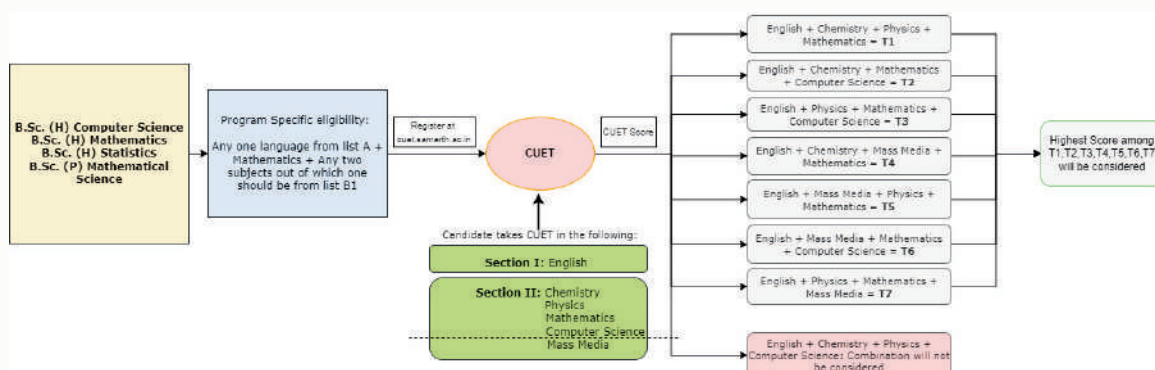 B.Sc. (H) Computer Science
B.Sc. (H) Mathematics
B.Sc. (H) Statistics
B.Sc. (P) Mathematical
Science
Program Specific eligibility:
Any one language from list A +
Mathematics + Any two
subjects out of which one
should be from list B1
Register at
cuet.samarth.ac.in
CUET
CUET Score
Candidate takes CUET in the following:
Section I: English
Section II: Chemistry
Physics
Mathematics
Computer Science
Mass Media
English + Chemistry + Physics +
Mathematics = T1
English + Chemistry + Mathematics
+ Computer Science = T2
English + Physics + Mathematics +
Computer Science = T3
English + Chemistry + Mass Media +
Mathematics = T4
English + Mass Media + Physics +
Mathematics = T5
English + Mass Media + Mathematics
+ Computer Science = T6
English + Physics + Mathematics +
Mass Media = T7
English + Chemistry + Physics +
Computer Science: Combination will not
be considered
Highest Score among
T1,T2,T3,T4,T5,T6,T7
will be considered